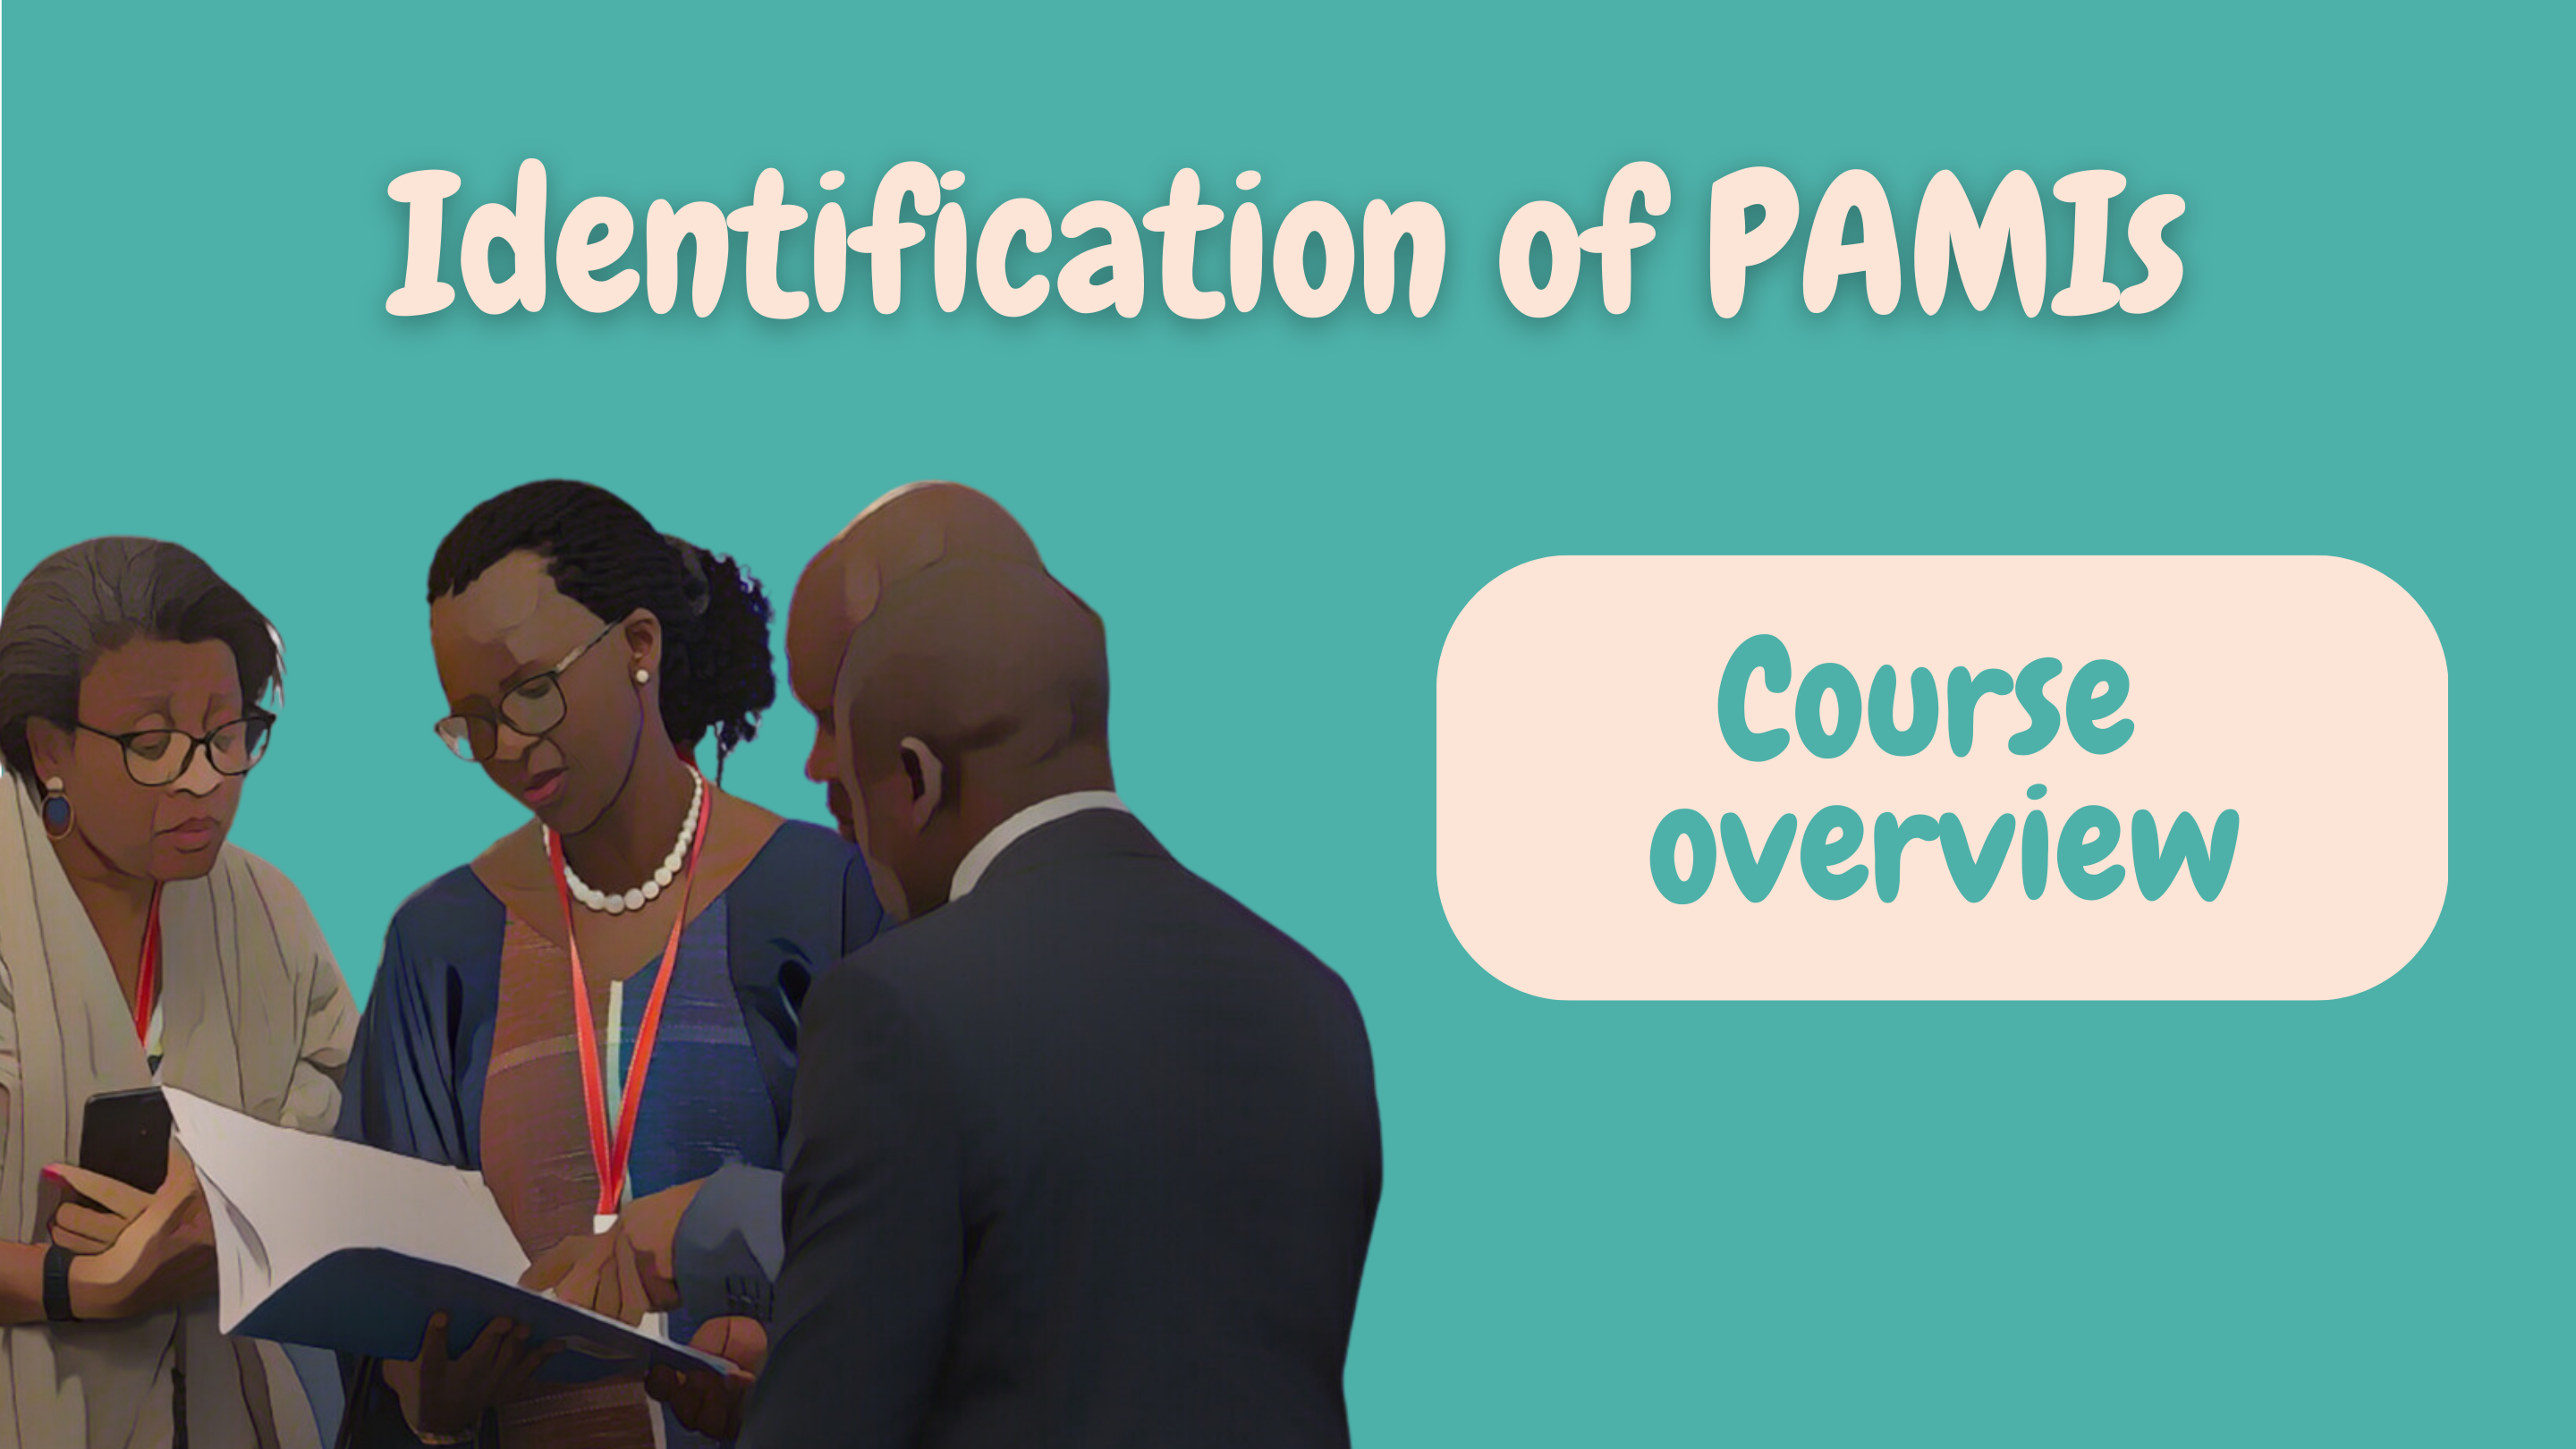 Identification of PAMIs
Course
overview